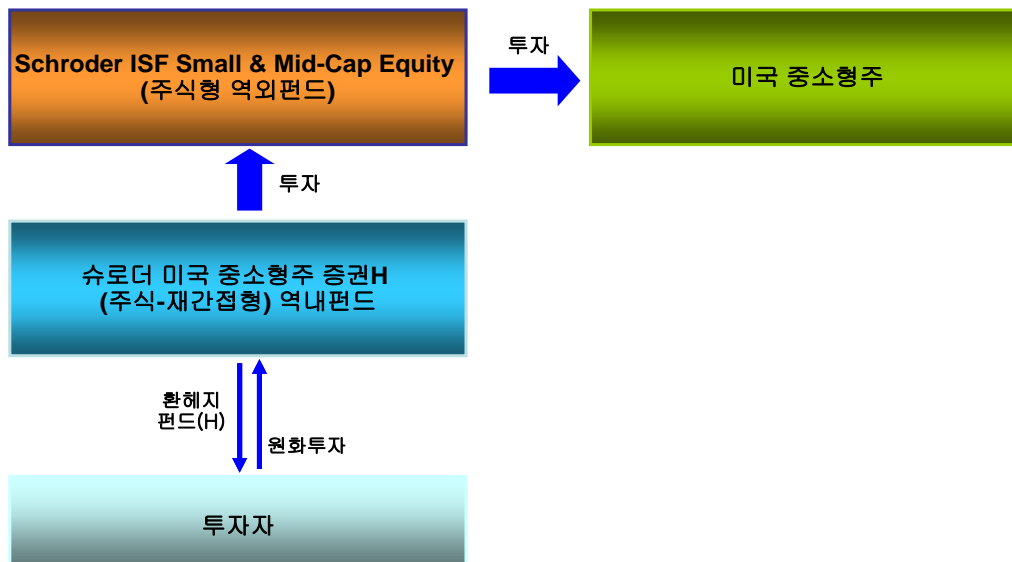 Schroder ISF Small & Mid-Cap Equity
(주식형 역외펀드)
투자
미국 중소형주
투자
슈로더 미국 중소형주 증권H
(주식-재간접형) 역내펀드
환헤지
펀드(H)
원화투자
투자자